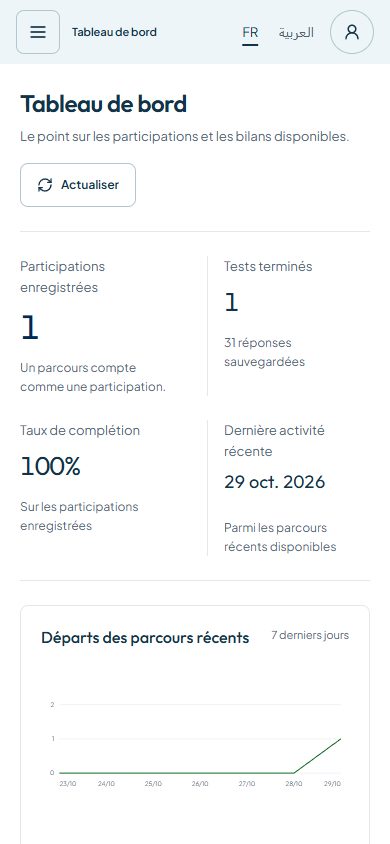 Tableau de bord
FR
العربية
Tableau de bord
Le point sur les participations et les bilans disponibles.
Actualiser
Participations
enregistrées
1
Un parcours compte
comme une participation.
Tests terminés
1
31 réponses
sauvegardées
Taux de complétion
100%
Sur les participations
enregistrées
Dernière activité
récente
29 oct. 2026
Parmi les parcours
récents disponibles
Départs des parcours récents
7 derniers jours
2
1
0
23/10 24/10 25/10 26/10 27/10 28/10 29/10